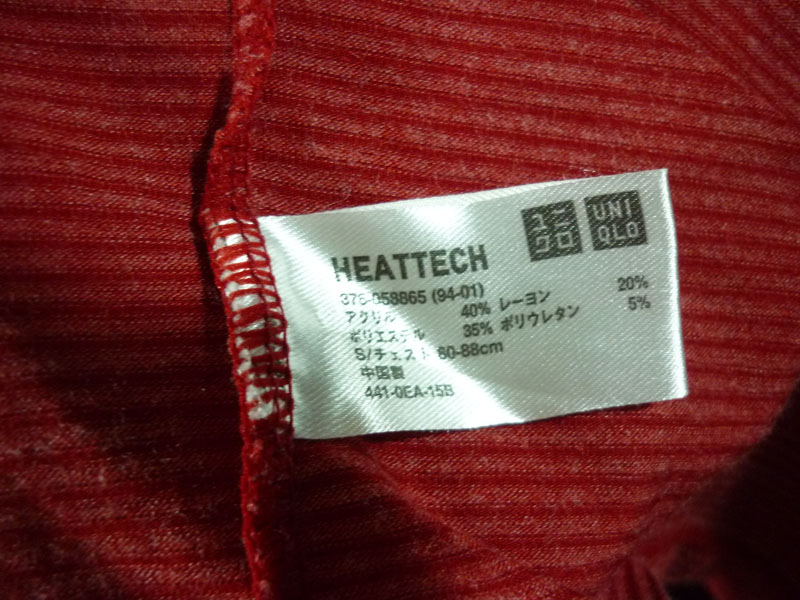 ユニクロ UNIQLO
HEATTECH
376-058865 (94-01)
アクリル 40% レーヨン 20%
ポリエステル 35% ポリウレタン 5%
S/チェスト 80-88cm
中国製
441-0EA-15B